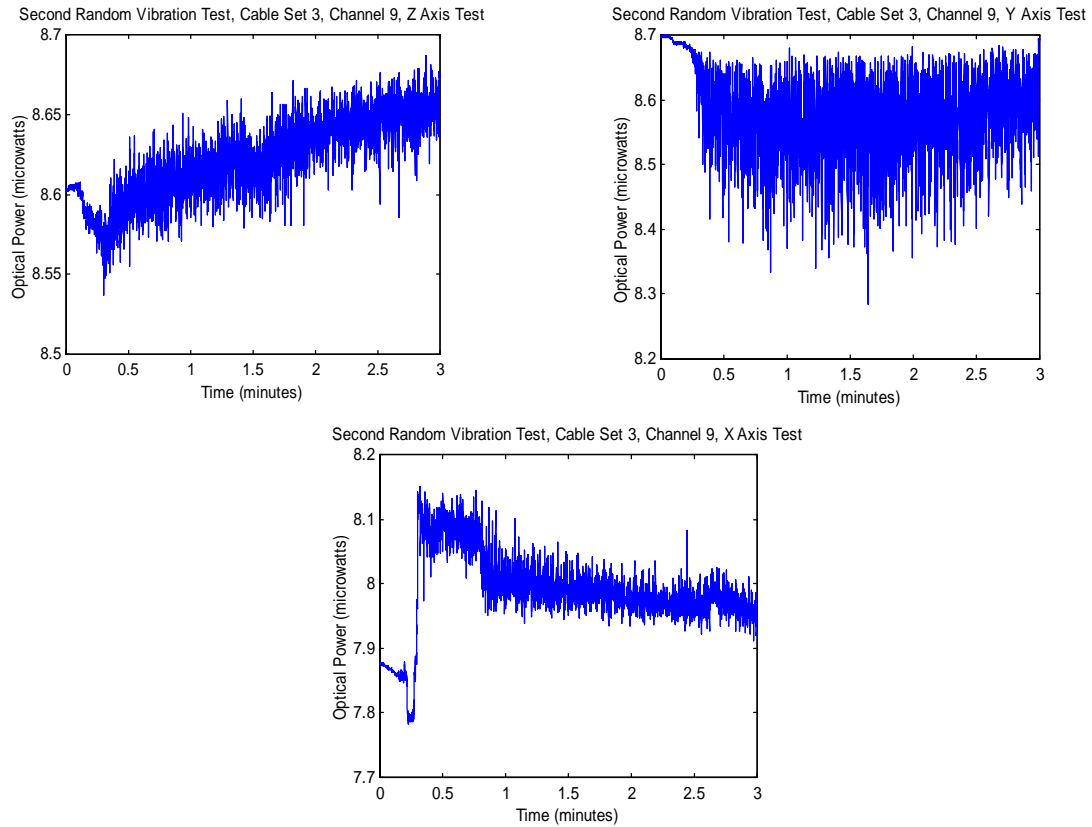 Second Random Vibration Test, Cable Set 3, Channel 9, Z Axis Test
8.7
8.65
8.6
8.55
8.5
Optical Power (microwatts)
0 0.5 1 1.5 2 2.5 3
Time (minutes)
Second Random Vibration Test, Cable Set 3, Channel 9, Y Axis Test
8.7
8.6
8.5
8.4
8.3
8.2
Optical Power (microwatts)
0 0.5 1 1.5 2 2.5 3
Time (minutes)
Second Random Vibration Test, Cable Set 3, Channel 9, X Axis Test
8.2
8.1
8
7.9
7.8
7.7
Optical Power (microwatts)
0 0.5 1 1.5 2 2.5 3
Time (minutes)